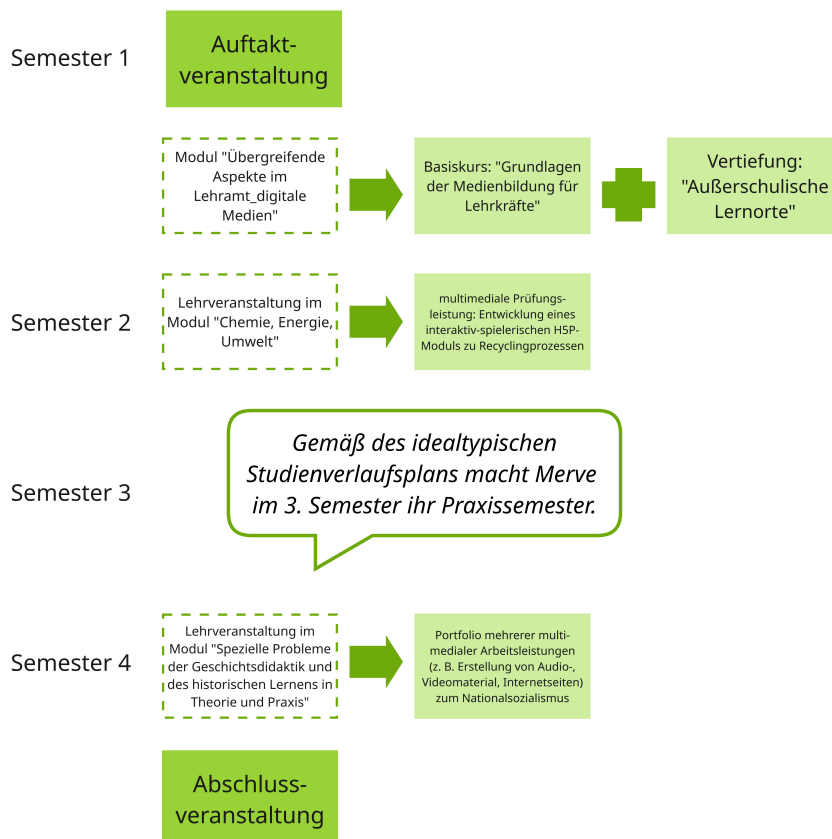 Semester 1
Auftakt-
veranstaltung
Modul "Übergreifende
Aspekte im
Lehramt_digitale
Medien"
Basiskurs: "Grundlagen
der Medienbildung für
Lehrkräfte"
Vertiefung:
"Außerschulische
Lernorte"
Semester 2
Lehrveranstaltung im
Modul "Chemie, Energie,
Umwelt"
multimediale Prüfungs-
leistung: Entwicklung eines
interaktiv-spielerischen H5P-
Moduls zu Recyclingprozessen
Semester 3
Gemäß des idealtypischen
Studienverlaufsplans macht Merve
im 3. Semester ihr Praxissemester.
Semester 4
Lehrveranstaltung im
Modul "Spezielle Probleme
der Geschichtsdidaktik und
des historischen Lernens in
Theorie und Praxis"
Portfolio mehrerer multi-
medialer Arbeitsleistungen
(z. B. Erstellung von Audio-,
Videomaterial, Internetseiten)
zum Nationalsozialismus
Abschluss-
veranstaltung